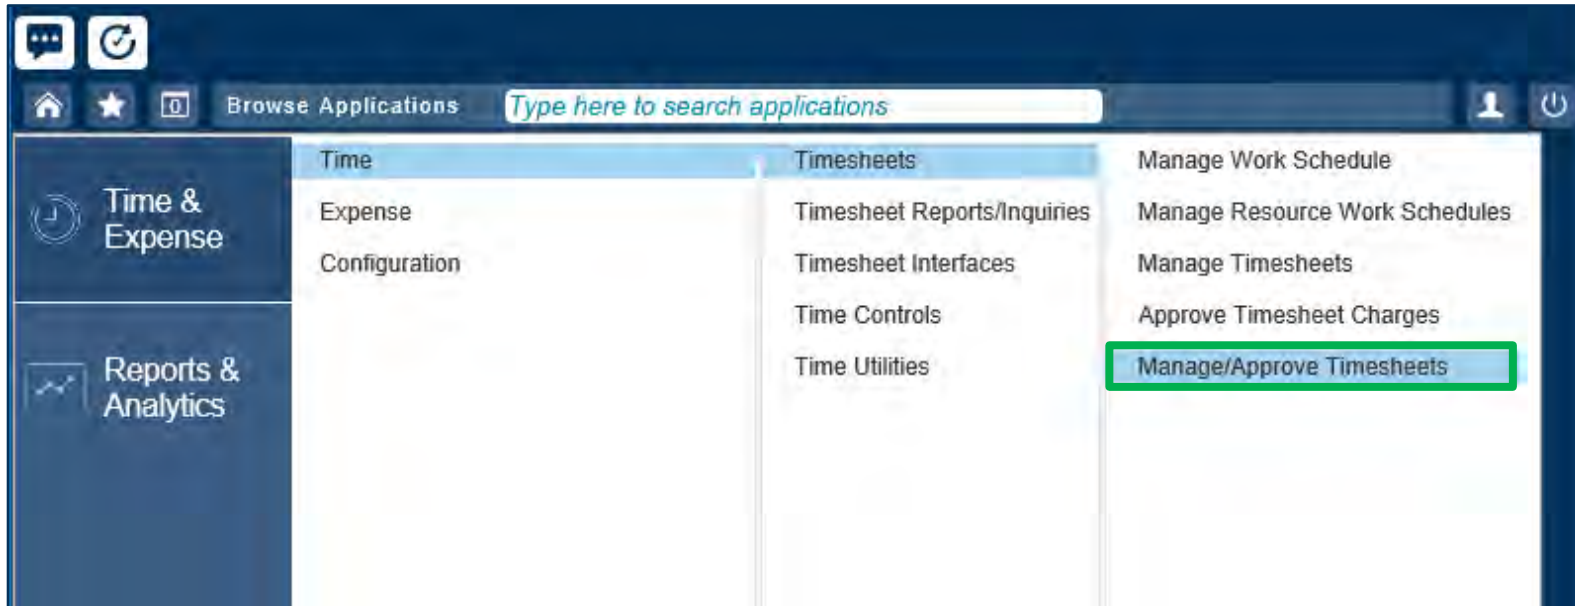 0
Browse Applications
Type here to search applications
Time &
Expense
Reports &
Analytics
Time
Expense
Configuration
Timesheets
Timesheet Reports/Inquiries
Timesheet Interfaces
Time Controls
Time Utilities
Manage Work Schedule
Manage Resource Work Schedules
Manage Timesheets
Approve Timesheet Charges
Manage/Approve Timesheets